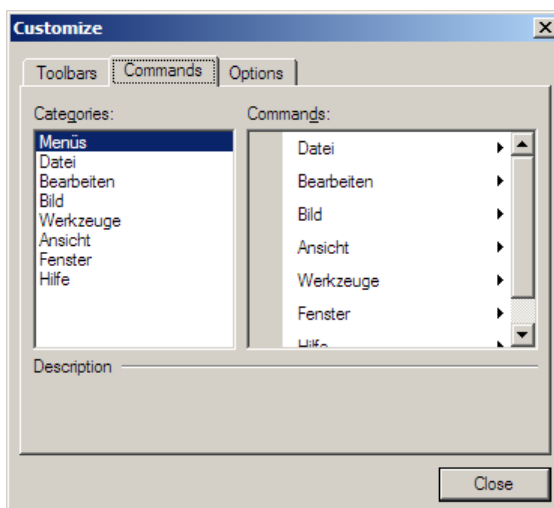 Customize
Toolbars Commands Options
Categories:
Menüs
Datei
Bearbeiten
Bild
Werkzeuge
Ansicht
Fenster
Hilfe
Commands:
Datei
Bearbeiten
Bild
Ansicht
Werkzeuge
Fenster
Hilfe
Description
Close